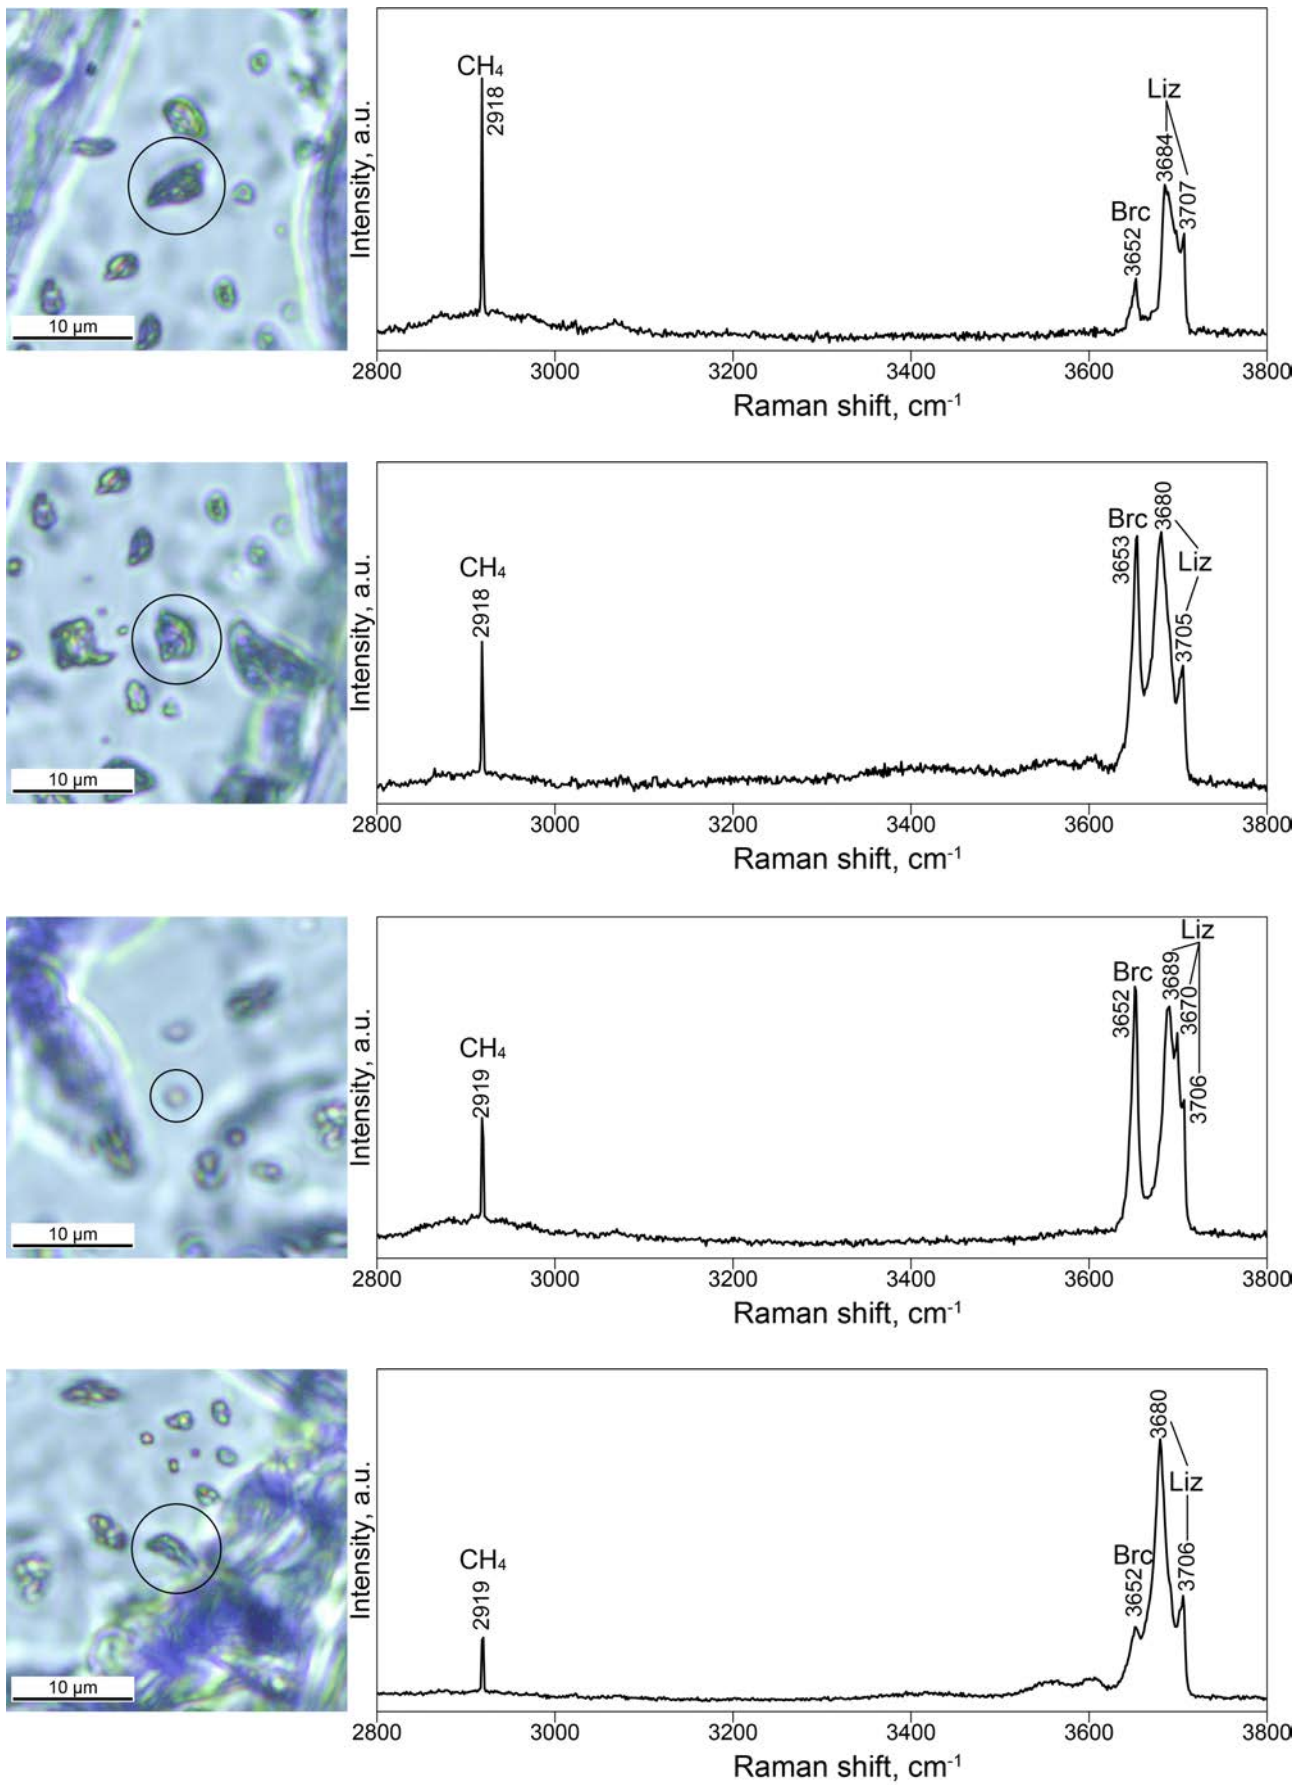 CH₄
2918
Liz
3684
3707
Brc
3652
Intensity, a.u.
10 µm
2800 3000 3200 3400 3600 3800
Raman shift, cm⁻¹
CH₄
2918
Brc
3653
3680
Liz
3705
Intensity, a.u.
10 µm
2800 3000 3200 3400 3600 3800
Raman shift, cm⁻¹
CH₄
2919
Liz
Brc
3652
3689
3670
3706
Intensity, a.u.
10 µm
2800 3000 3200 3400 3600 3800
Raman shift, cm⁻¹
CH₄
2919
3680
Liz
Brc
3652
3706
Intensity, a.u.
10 µm
2800 3000 3200 3400 3600 3800
Raman shift, cm⁻¹